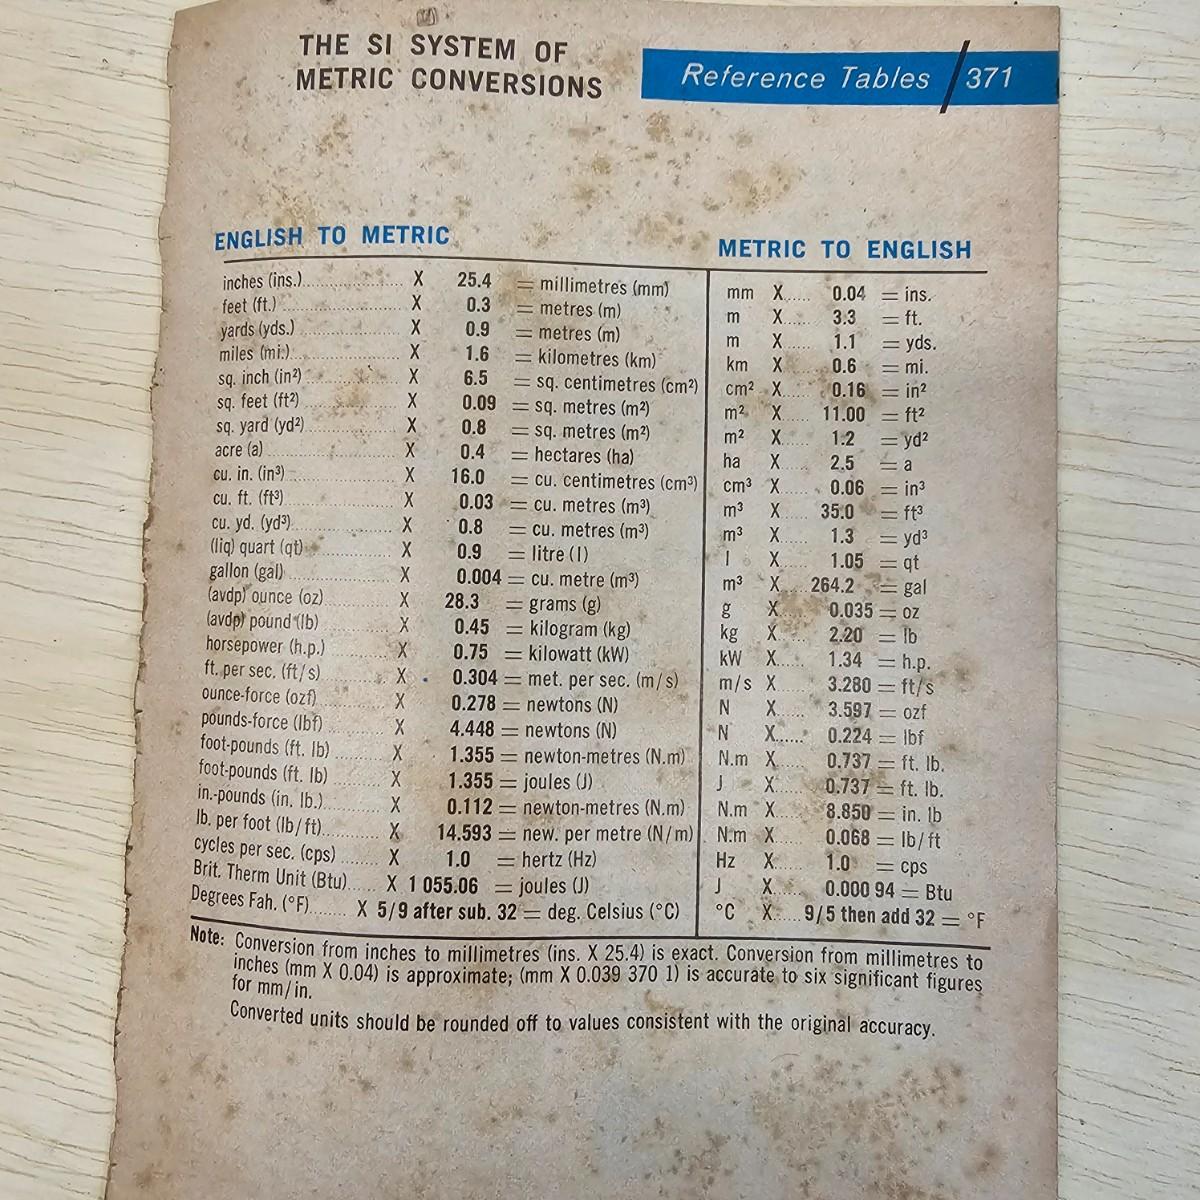 THE SI SYSTEM OF
METRIC CONVERSIONS
Reference Tables / 371
ENGLISH TO METRIC
inches (ins.) X 25.4 = millimetres (mm)
feet (ft.) X 0.3 = metres (m)
yards (yds.) X 0.9 = metres (m)
miles (mi.) X 1.6 = kilometres (km)
sq. inch (in²) X 6.5 = sq. centimetres (cm²)
sq. feet (ft²) X 0.09 = sq. metres (m²)
sq. yard (yd²) X 0.8 = sq. metres (m²)
acre (a) X 0.4 = hectares (ha)
cu. in. (in³) X 16.0 = cu. centimetres (cm³)
cu. ft. (ft³) X 0.03 = cu. metres (m³)
cu. yd. (yd³) X 0.8 = cu. metres (m³)
(liq) quart (qt) X 0.9 = litre (l)
gallon (gal) X 0.004 = cu. metre (m³)
(avdp) ounce (oz) X 28.3 = grams (g)
(avdp) pound (lb) X 0.45 = kilogram (kg)
horsepower (h.p.) X 0.75 = kilowatt (kW)
ft. per sec. (ft/s) X 0.304 = met. per sec. (m/s)
ounce-force (ozf) X 0.278 = newtons (N)
pounds-force (lbf) X 4.448 = newtons (N)
foot-pounds (ft. lb) X 1.355 = newton-metres (N.m)
foot-pounds (ft. lb) X 1.355 = joules (J)
in.-pounds (in. lb.) X 0.112 = newton-metres (N.m)
lb. per foot (lb/ft) X 14.593 = new. per metre (N/m)
cycles per sec. (cps) X 1.0 = hertz (Hz)
Brit. Therm Unit (Btu) X 1 055.06 = joules (J)
Degrees Fah. (°F) X 5/9 after sub. 32 = deg. Celsius (°C)
METRIC TO ENGLISH
mm X 0.04 = ins.
m X 3.3 = ft.
m X 1.1 = yds.
km X 0.6 = mi.
cm² X 0.16 = in²
m² X 11.00 = ft²
m² X 1.2 = yd²
ha X 2.5 = a
cm³ X 0.06 = in³
m³ X 35.0 = ft³
m³ X 1.3 = yd³
l X 1.05 = qt
m³ X 264.2 = gal
g X 0.035 = oz
kg X 2.20 = lb
kW X 1.34 = h.p.
m/s X 3.280 = ft/s
N X 3.597 = ozf
N X 0.224 = lbf
N.m X 0.737 = ft. lb.
J X 0.737 = ft. lb.
N.m X 8.850 = in. lb
N.m X 0.068 = lb/ft
Hz X 1.0 = cps
J X 0.000 94 = Btu
°C X 9/5 then add 32 = °F
Note: Conversion from inches to millimetres (ins. X 25.4) is exact. Conversion from millimetres to
inches (mm X 0.04) is approximate; (mm X 0.039 370 1) is accurate to six significant figures
for mm/in.
Converted units should be rounded off to values consistent with the original accuracy.